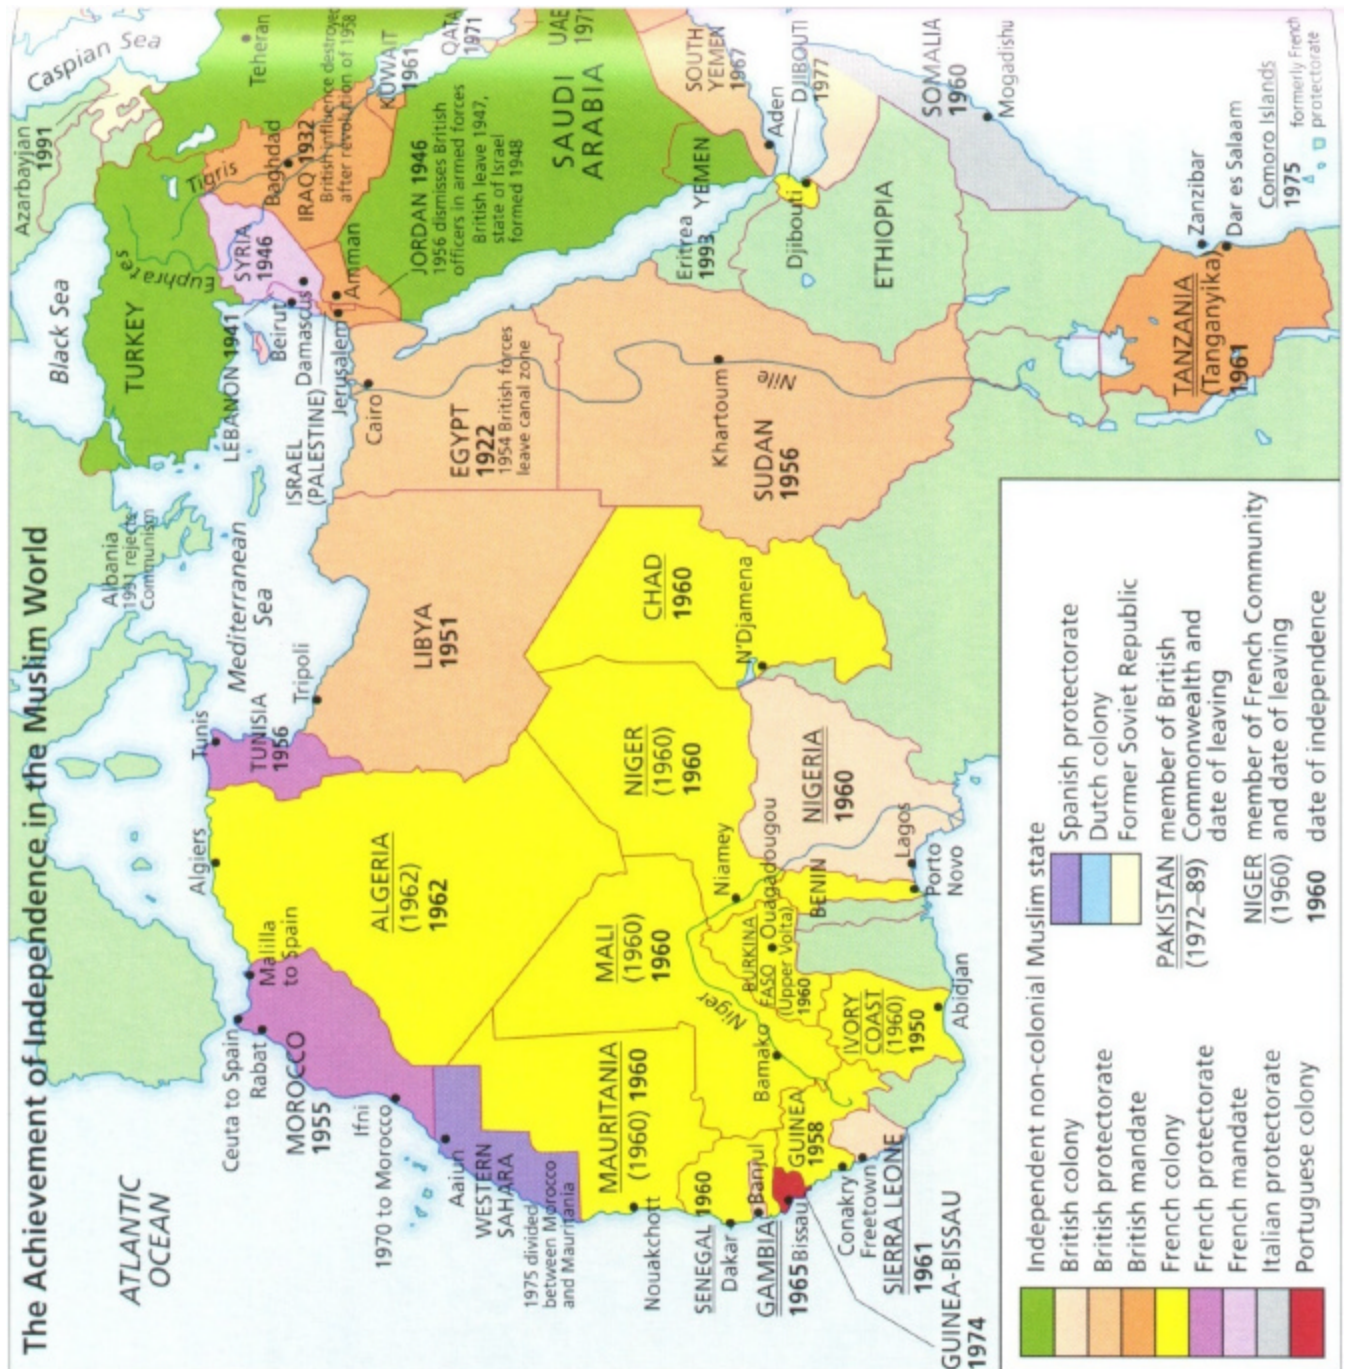 The Achievement of Independence in the Muslim World
ATLANTIC
OCEAN
Ceuta to Spain
Rabat
MOROCCO
1955
Ifni
1970 to Morocco
Malilla
to Spain
Aaiun
WESTERN
SAHARA
1975 divided
between Morocco
and Mauritania
Algiers
ALGERIA
(1962)
1962
Tunis
TUNISIA
1956
Mediterranean
Sea
Tripoli
LIBYA
1951
Albania
1991 rejects
Communism
Black Sea
TURKEY
Caspian Sea
Azarbayjan
1991
Teheran
Euphrates
Tigris
SYRIA
1946
LEBANON 1941
Beirut
Damascus
ISRAEL
(PALESTINE)
Jerusalem
Amman
Baghdad
IRAQ 1932
British influence destroyed
after revolution of 1958
KUWAIT
1961
QATA
1971
UAE
1971
JORDAN 1946
1956 dismisses British
officers in armed forces
British leave 1947,
state of Israel
formed 1948
SAUDI
ARABIA
Cairo
EGYPT
1922
1954 British forces
leave canal zone
SOUTH
YEMEN
1967
YEMEN
Aden
DJIBOUTI
1977
Djibouti
Eritrea
1993
ETHIOPIA
SOMALIA
1960
Mogadishu
Khartoum
Nile
SUDAN
1956
CHAD
1960
N'Djamena
NIGER
(1960)
1960
MALI
(1960)
1960
MAURITANIA
(1960) 1960
Nouakchott
SENEGAL 1960
Dakar
GAMBIA
1965
Banjul
Bissau
GUINEA
1958
Conakry
Freetown
SIERRA LEONE
1961
GUINEA-BISSAU
1974
Bamako
Niger
BURKINA
FASO
(Upper Volta)
1960
Ouagadougou
Niamey
IVORY
COAST
(1960)
1950
Abidjan
BENIN
Porto
Novo
Lagos
NIGERIA
1960
TANZANIA
(Tanganyika)
1961
Zanzibar
Dar es Salaam
Comoro Islands
1975
formerly French
protectorate
Independent non-colonial Muslim state
British colony
British protectorate
British mandate
French colony
French protectorate
French mandate
Italian protectorate
Portuguese colony
Spanish protectorate
Dutch colony
Former Soviet Republic
PAKISTAN
(1972–89)
member of British
Commonwealth and
date of leaving
NIGER
(1960)
member of French Community
and date of leaving
1960
date of independence